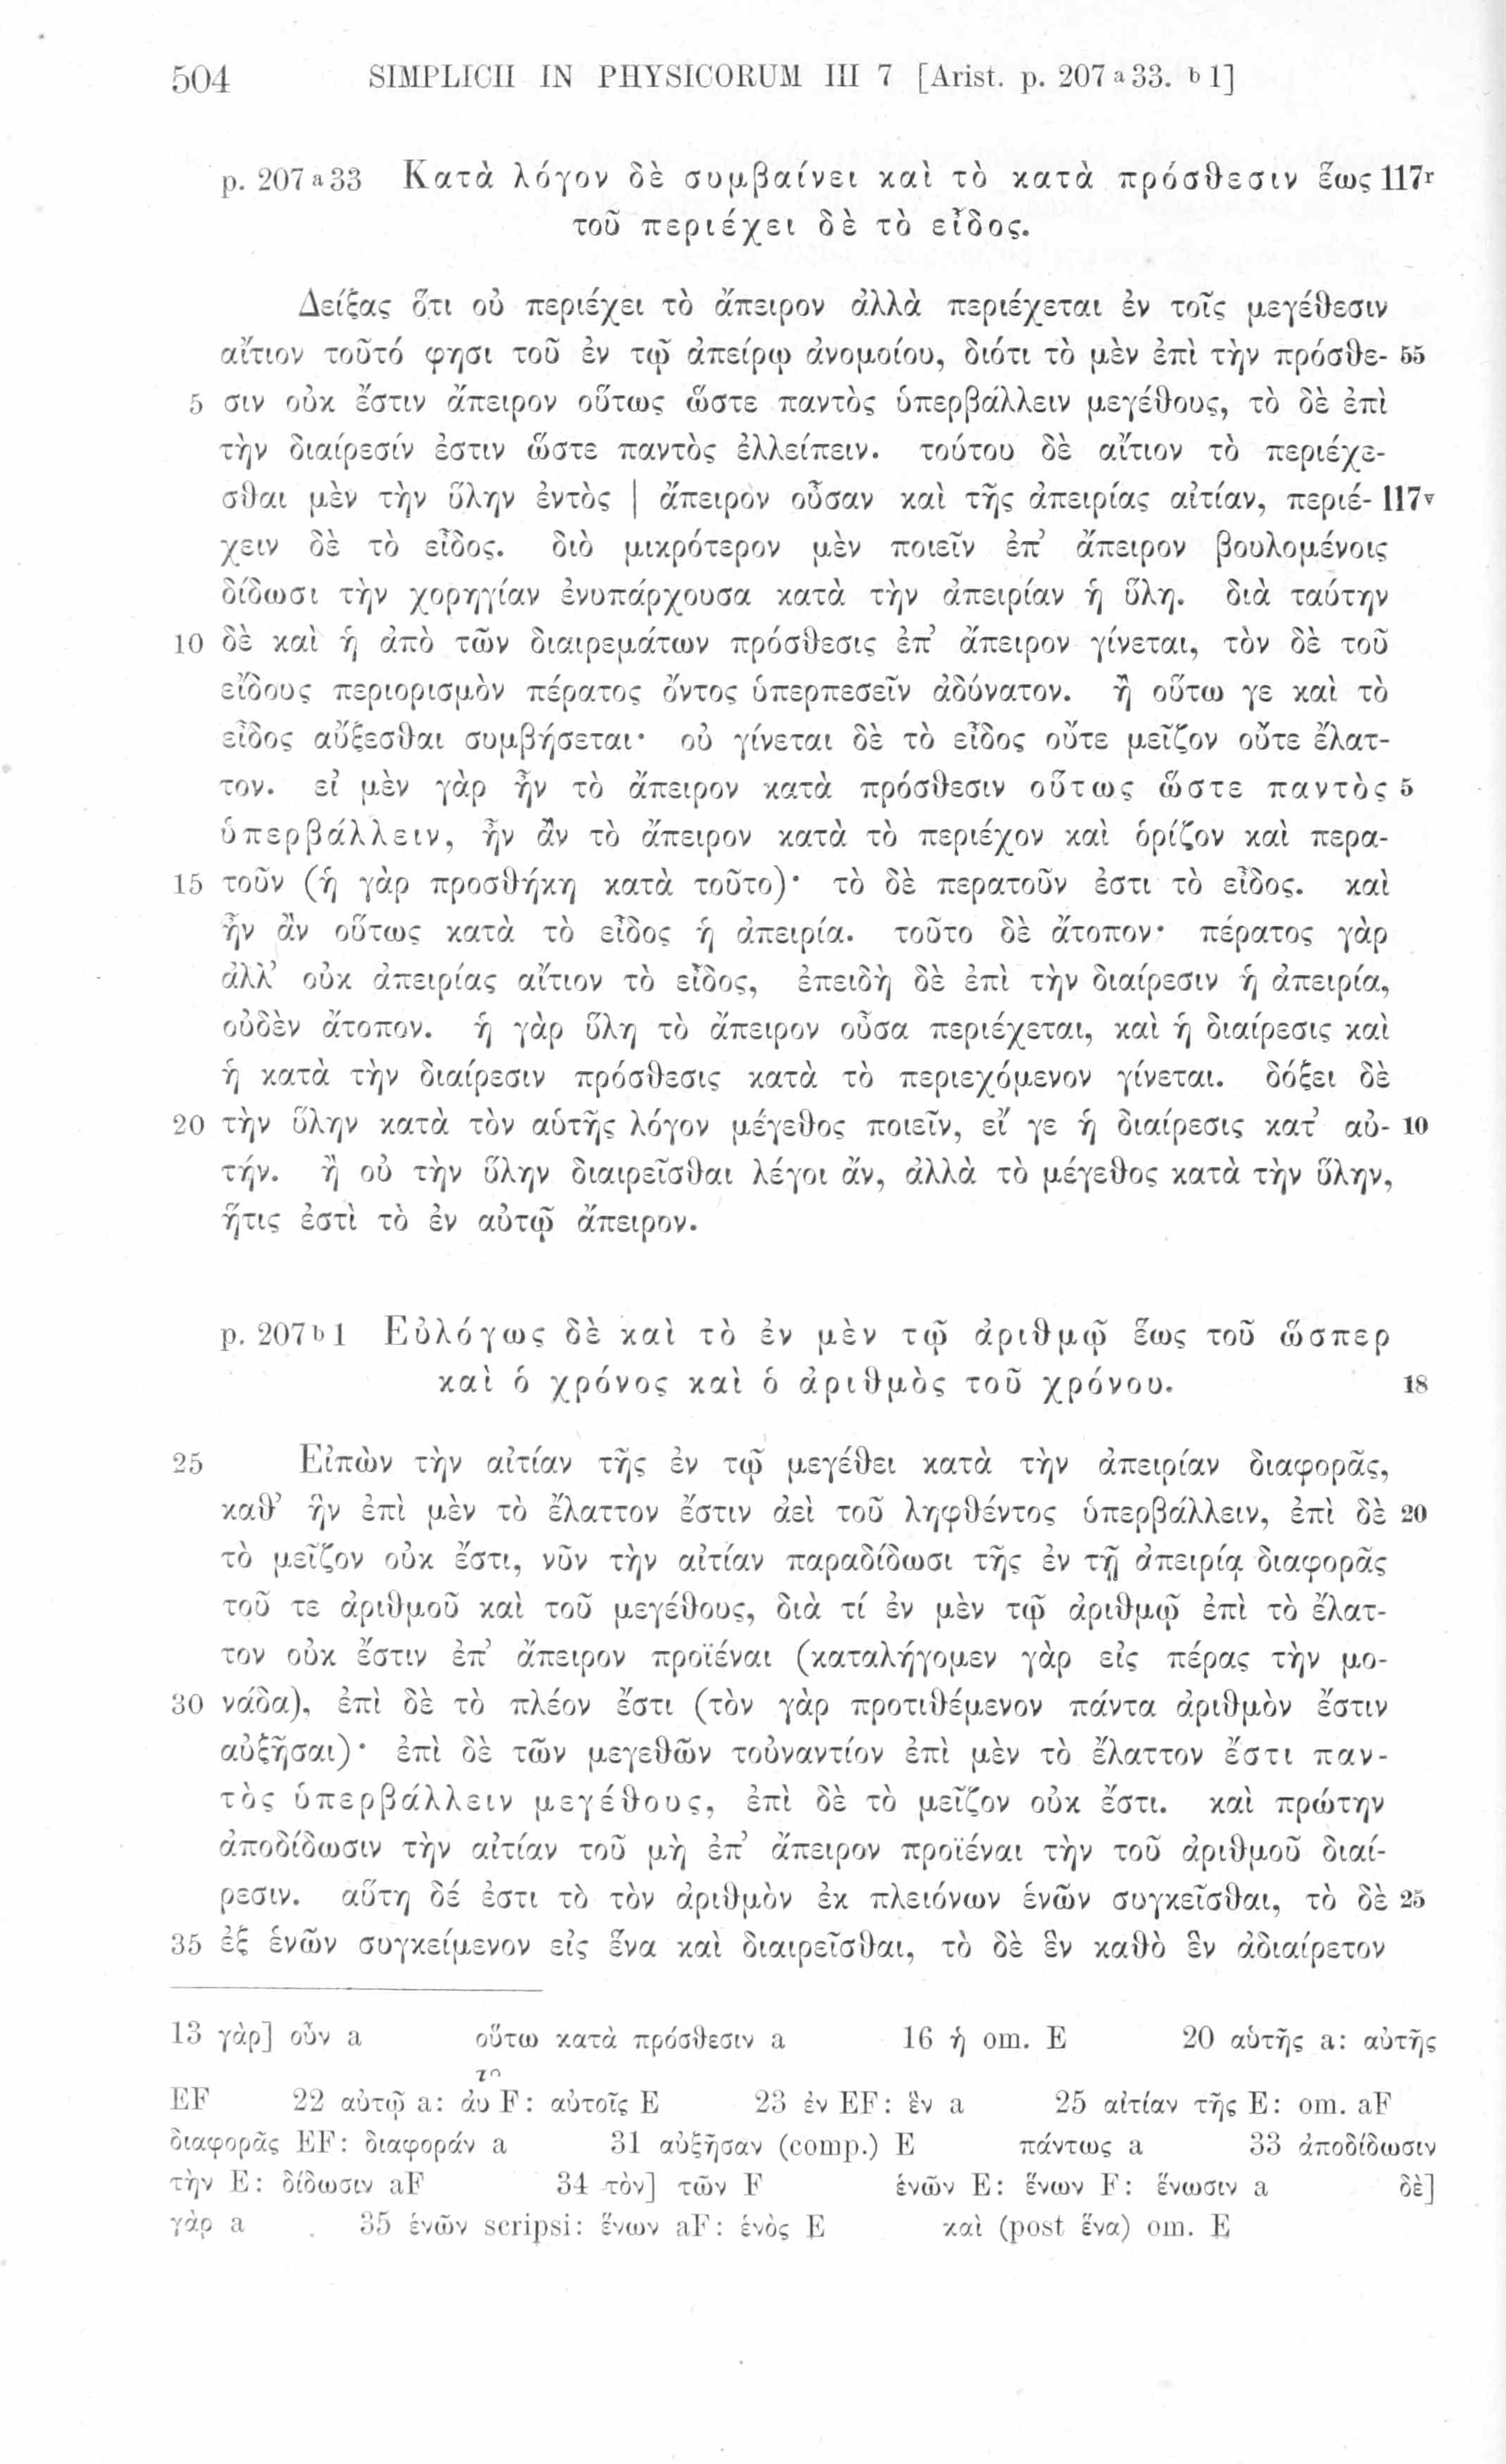 504 SIMPLICII IN PHYSICORUM III 7 [Arist. p. 207 a 33. b 1]
p. 207 a 33 Κατὰ λόγον δὲ συμβαίνει καὶ τὸ κατὰ πρόσθεσιν ἕως 117r
τοῦ περιέχει δὲ τὸ εἶδος.
Δείξας ὅτι οὐ περιέχει τὸ ἄπειρον ἀλλὰ περιέχεται ἐν τοῖς μεγέθεσιν
αἴτιον τοῦτό φησι τοῦ ἐν τῷ ἀπείρῳ ἀνομοίου, διότι τὸ μὲν ἐπὶ τὴν πρόσθε- 55
5 σιν οὐκ ἔστιν ἄπειρον οὕτως ὥστε παντὸς ὑπερβάλλειν μεγέθους, τὸ δὲ ἐπὶ
τὴν διαίρεσίν ἐστιν ὥστε παντὸς ἐλλείπειν. τούτου δὲ αἴτιον τὸ περιέχε-
σθαι μὲν τὴν ὕλην ἐντὸς | ἄπειρον οὖσαν καὶ τῆς ἀπειρίας αἰτίαν, περιέ- 117v
χειν δὲ τὸ εἶδος. διὸ μικρότερον μὲν ποιεῖν ἐπ’ ἄπειρον βουλομένοις
δίδωσι τὴν χορηγίαν ἐνυπάρχουσα κατὰ τὴν ἀπειρίαν ἡ ὕλη. διὰ ταύτην
10 δὲ καὶ ἡ ἀπὸ τῶν διαιρεμάτων πρόσθεσις ἐπ’ ἄπειρον γίνεται, τὸν δὲ τοῦ
εἴδους περιορισμὸν πέρατος ὄντος ὑπερπεσεῖν ἀδύνατον. ἢ οὕτω γε καὶ τὸ
εἶδος αὔξεσθαι συμβήσεται· οὐ γίνεται δὲ τὸ εἶδος οὔτε μεῖζον οὔτε ἔλατ-
τον. εἰ μὲν γὰρ ἦν τὸ ἄπειρον κατὰ πρόσθεσιν οὕτως ὥστε παντὸς 5
ὑπερβάλλειν, ἦν ἂν τὸ ἄπειρον κατὰ τὸ περιέχον καὶ ὁρίζον καὶ περα-
15 τοῦν (ἡ γὰρ προσθήκη κατὰ τοῦτο)· τὸ δὲ περατοῦν ἐστι τὸ εἶδος. καὶ
ἦν ἂν οὕτως κατὰ τὸ εἶδος ἡ ἀπειρία. τοῦτο δὲ ἄτοπον· πέρατος γὰρ
ἀλλ’ οὐκ ἀπειρίας αἴτιον τὸ εἶδος, ἐπειδὴ δὲ ἐπὶ τὴν διαίρεσιν ἡ ἀπειρία,
οὐδὲν ἄτοπον. ἡ γὰρ ὕλη τὸ ἄπειρον οὖσα περιέχεται, καὶ ἡ διαίρεσις καὶ
ἡ κατὰ τὴν διαίρεσιν πρόσθεσις κατὰ τὸ περιεχόμενον γίνεται. δόξει δὲ
20 τὴν ὕλην κατὰ τὸν αὑτῆς λόγον μέγεθος ποιεῖν, εἴ γε ἡ διαίρεσις κατ’ αὐ- 10
τήν. ἢ οὐ τὴν ὕλην διαιρεῖσθαι λέγοι ἄν, ἀλλὰ τὸ μέγεθος κατὰ τὴν ὕλην,
ἥτις ἐστὶ τὸ ἐν αὐτῷ ἄπειρον.
p. 207 b 1 Εὐλόγως δὲ καὶ τὸ ἐν μὲν τῷ ἀριθμῷ ἕως τοῦ ὥσπερ
καὶ ὁ χρόνος καὶ ὁ ἀριθμὸς τοῦ χρόνου. 18
25 Εἰπὼν τὴν αἰτίαν τῆς ἐν τῷ μεγέθει κατὰ τὴν ἀπειρίαν διαφορᾶς,
καθ’ ἣν ἐπὶ μὲν τὸ ἔλαττον ἔστιν ἀεὶ τοῦ ληφθέντος ὑπερβάλλειν, ἐπὶ δὲ 20
τὸ μεῖζον οὐκ ἔστι, νῦν τὴν αἰτίαν παραδίδωσι τῆς ἐν τῇ ἀπειρίᾳ διαφορᾶς
τοῦ τε ἀριθμοῦ καὶ τοῦ μεγέθους, διὰ τί ἐν μὲν τῷ ἀριθμῷ ἐπὶ τὸ ἔλατ-
τον οὐκ ἔστιν ἐπ’ ἄπειρον προϊέναι (καταλήγομεν γὰρ εἰς πέρας τὴν μο-
30 νάδα), ἐπὶ δὲ τὸ πλέον ἔστι (τὸν γὰρ προτιθέμενον πάντα ἀριθμὸν ἔστιν
αὐξῆσαι)· ἐπὶ δὲ τῶν μεγεθῶν τοὐναντίον ἐπὶ μὲν τὸ ἔλαττον ἔστι παν-
τὸς ὑπερβάλλειν μεγέθους, ἐπὶ δὲ τὸ μεῖζον οὐκ ἔστι. καὶ πρώτην
ἀποδίδωσιν τὴν αἰτίαν τοῦ μὴ ἐπ’ ἄπειρον προϊέναι τὴν τοῦ ἀριθμοῦ διαί-
ρεσιν. αὕτη δέ ἐστι τὸ τὸν ἀριθμὸν ἐκ πλειόνων ἑνῶν συγκεῖσθαι, τὸ δὲ 25
35 ἐξ ἑνῶν συγκείμενον εἰς ἕνα καὶ διαιρεῖσθαι, τὸ δὲ ἓν καθὸ ἓν ἀδιαίρετον
13 γὰρ] οὖν a οὕτω κατὰ πρόσθεσιν a 16 ἡ om. E 20 αὑτῆς a: αὐτῆς
EF 22 αὐτῷ a: ἀυ τo F: αὐτοῖς E 23 ἐν EF: ἓν a 25 αἰτίαν τῆς E: om. aF
διαφορᾶς EF: διαφορὰν a 31 αὐξῆσαν (comp.) E πάντως a 33 ἀποδίδωσιν
τὴν E: δίδωσιν aF 34 τὸν] τῶν F ἑνῶν E: ἕνων F: ἕνωσιν a δὲ]
γὰρ a 35 ἑνῶν scripsi: ἕνων aF: ἑνὸς E καὶ (post ἕνα) om. E